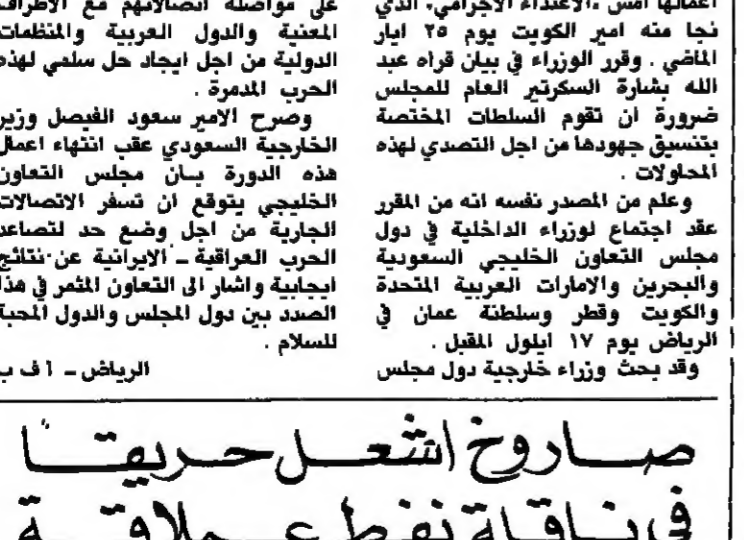 اعمالها امس «الاعتداء الاجرامي» الذي
نجا منه امير الكويت يوم ٢٥ ايار
الماضي . وقرر الوزراء في بيان قراه عبد
الله بشارة السكرتير العام للمجلس
ضرورة ان تقوم السلطات المختصة
بتنسيق جهودها من اجل التصدي لهذه
المحاولات .
وعلم من المصدر نفسه انه من المقرر
عقد اجتماع لوزراء الداخلية في دول
مجلس التعاون الخليجي السعودية
والبحرين والامارات العربية المتحدة
والكويت وقطر وسلطنة عمان في
الرياض يوم ١٧ ايلول المقبل .
وقد بحث وزراء خارجية دول مجلس
على مواصلة اتصالاتهم مع الاطراف
المعنية والدول العربية والمنظمات
الدولية من اجل ايجاد حل سلمي لهذه
الحرب المدمرة .
وصرح الامير سعود الفيصل وزير
الخارجية السعودي عقب انتهاء اعمال
هذه الدورة بان مجلس التعاون
الخليجي يتوقع ان تسفر الاتصالات
الجارية من اجل وضع حد لتصاعد
الحرب العراقية ـ الايرانية عن نتائج
ايجابية واشار الى التعاون المثمر في هذا
الصدد بين دول المجلس والدول المحبة
للسلام .
الرياض ـ ا ف ب
صاروخ اشعل حريقا
في ناقلة نفط عملاقة